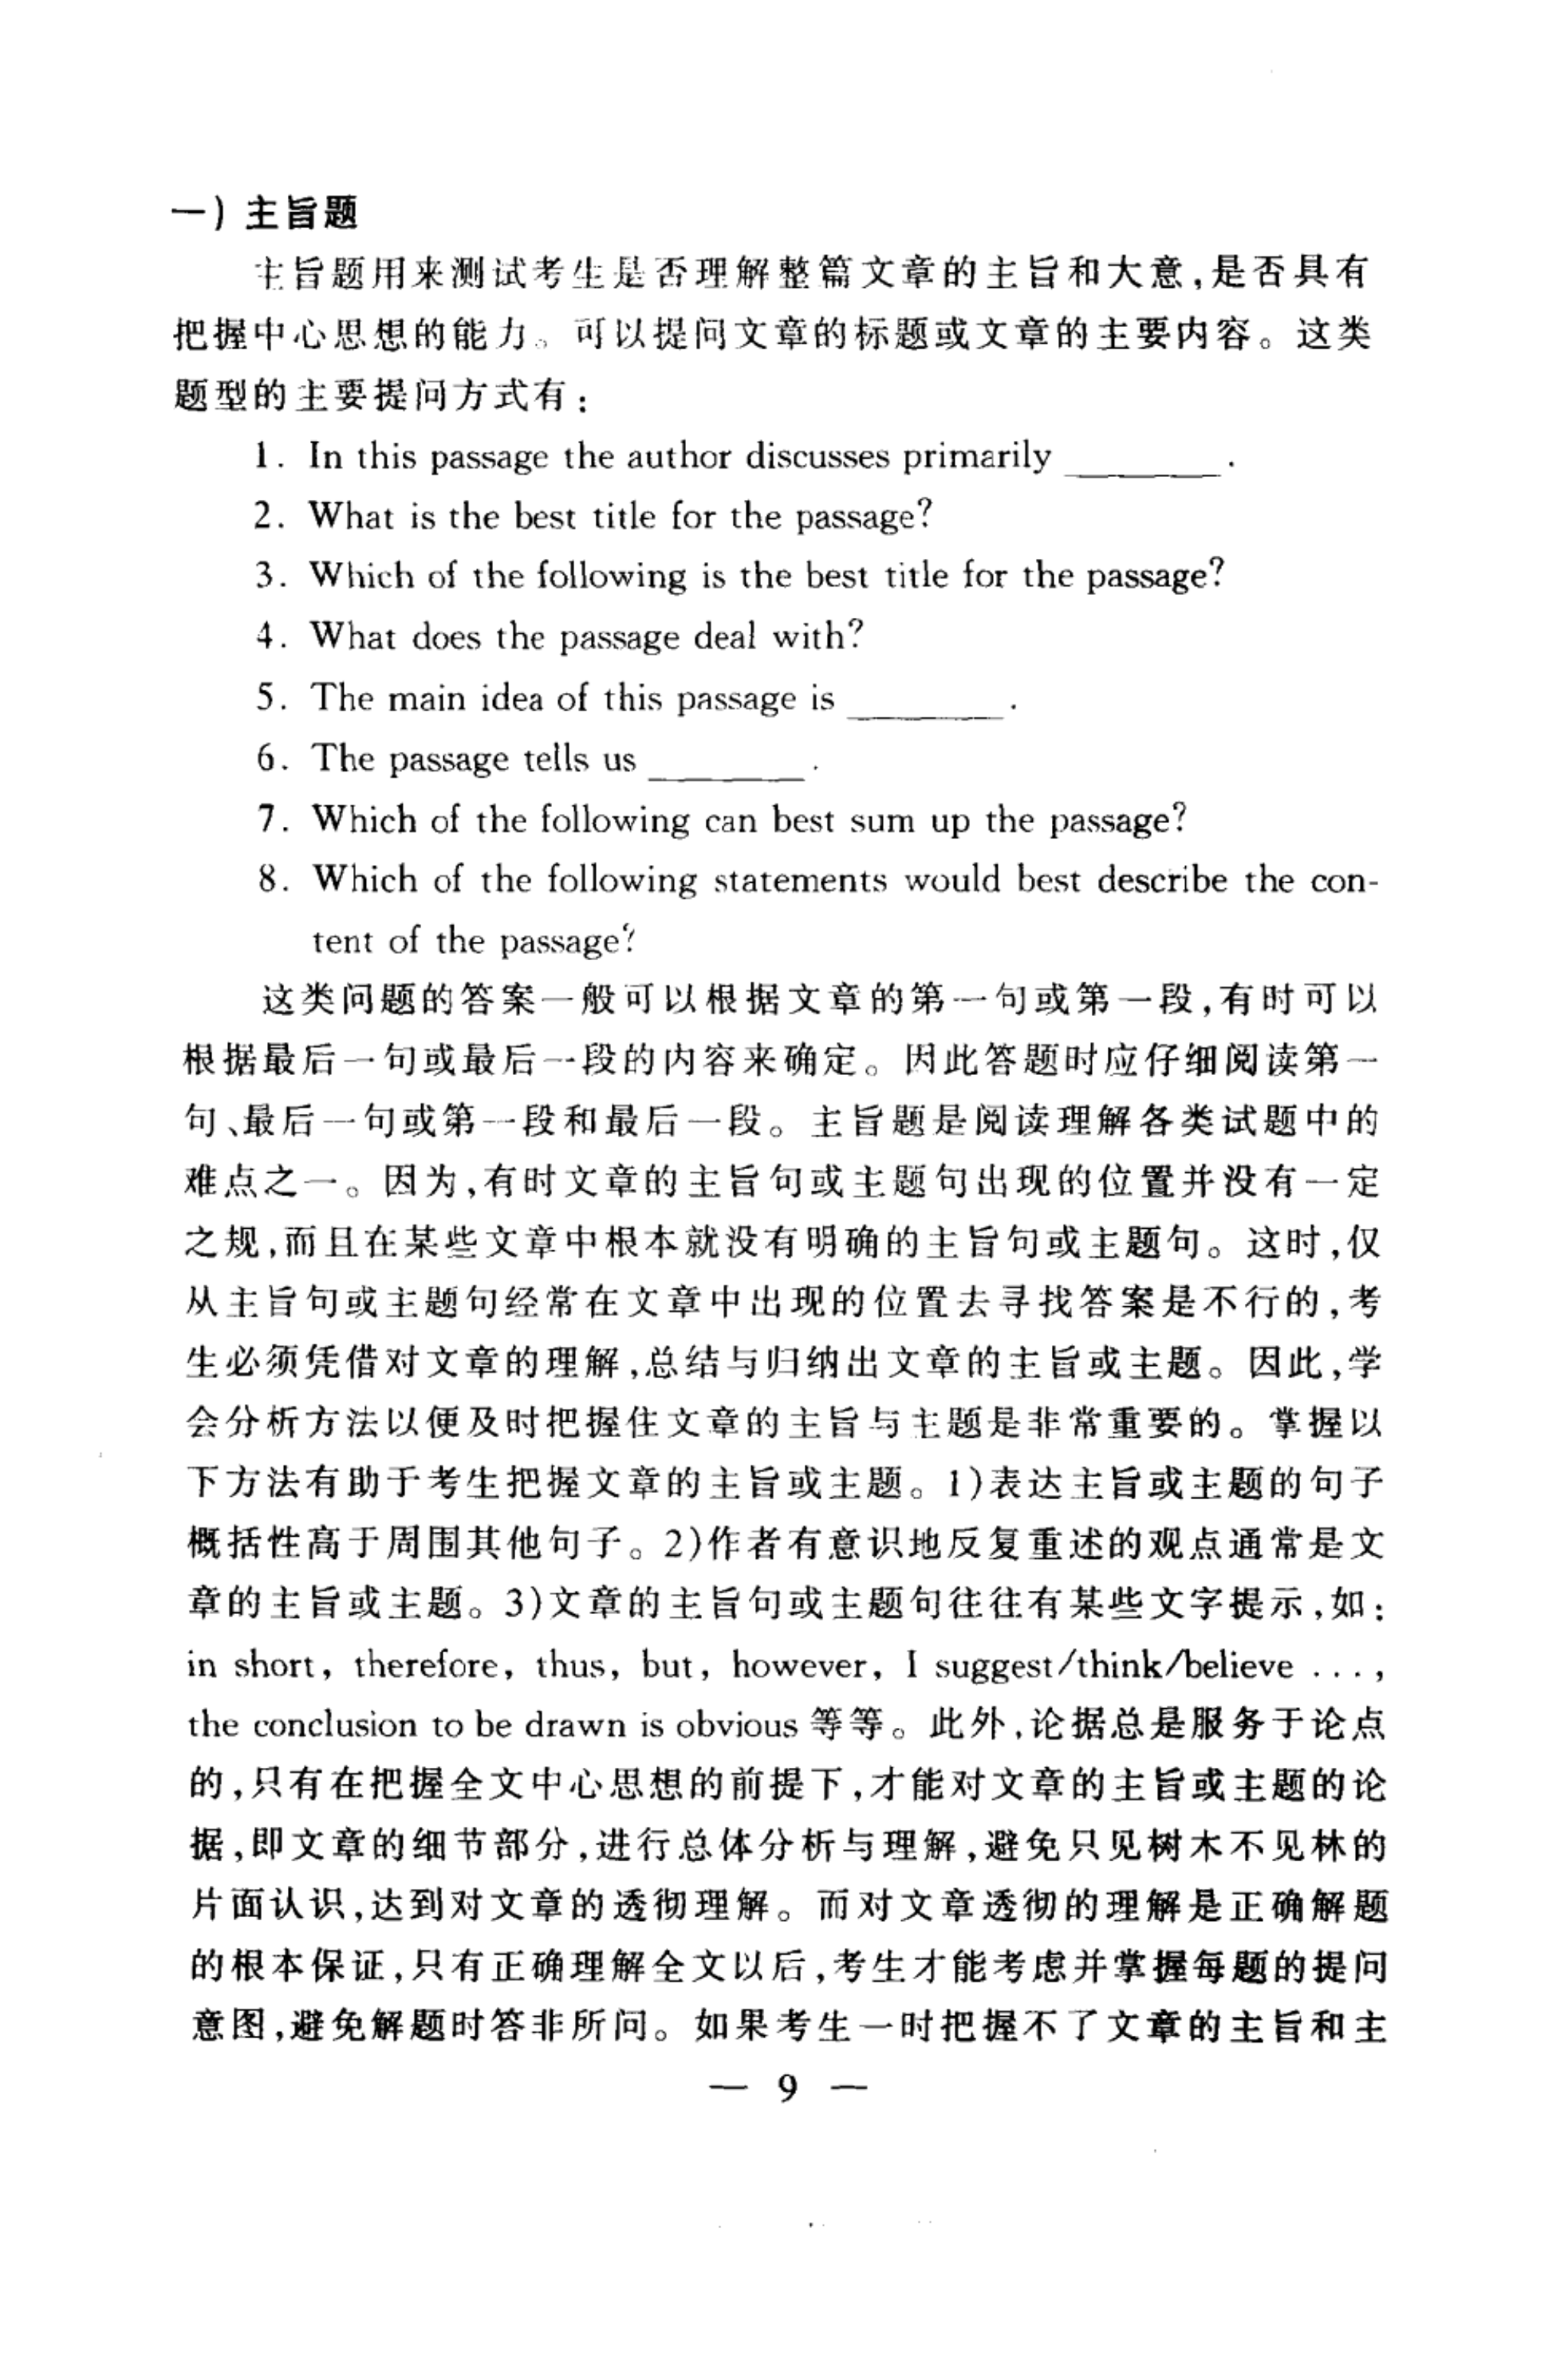 一) 主旨题
主旨题用来测试考生是否理解整篇文章的主旨和大意,是否具有
把握中心思想的能力。可以提问文章的标题或文章的主要内容。这类
题型的主要提问方式有:
1. In this passage the author discusses primarily ________.
2. What is the best title for the passage?
3. Which of the following is the best title for the passage?
4. What does the passage deal with?
5. The main idea of this passage is ________.
6. The passage tells us ________.
7. Which of the following can best sum up the passage?
8. Which of the following statements would best describe the con-
tent of the passage?
这类问题的答案一般可以根据文章的第一句或第一段,有时可以
根据最后一句或最后一段的内容来确定。因此答题时应仔细阅读第一
句、最后一句或第一段和最后一段。主旨题是阅读理解各类试题中的
难点之一。因为,有时文章的主旨句或主题句出现的位置并没有一定
之规,而且在某些文章中根本就没有明确的主旨句或主题句。这时,仅
从主旨句或主题句经常在文章中出现的位置去寻找答案是不行的,考
生必须凭借对文章的理解,总结与归纳出文章的主旨或主题。因此,学
会分析方法以便及时把握住文章的主旨与主题是非常重要的。掌握以
下方法有助于考生把握文章的主旨或主题。1)表达主旨或主题的句子
概括性高于周围其他句子。2)作者有意识地反复重述的观点通常是文
章的主旨或主题。3)文章的主旨句或主题句往往有某些文字提示,如:
in short, therefore, thus, but, however, I suggest/think/believe ...,
the conclusion to be drawn is obvious 等等。此外,论据总是服务于论点
的,只有在把握全文中心思想的前提下,才能对文章的主旨或主题的论
据,即文章的细节部分,进行总体分析与理解,避免只见树木不见林的
片面认识,达到对文章的透彻理解。而对文章透彻的理解是正确解题
的根本保证,只有正确理解全文以后,考生才能考虑并掌握每题的提问
意图,避免解题时答非所问。如果考生一时把握不了文章的主旨和主
— 9 —